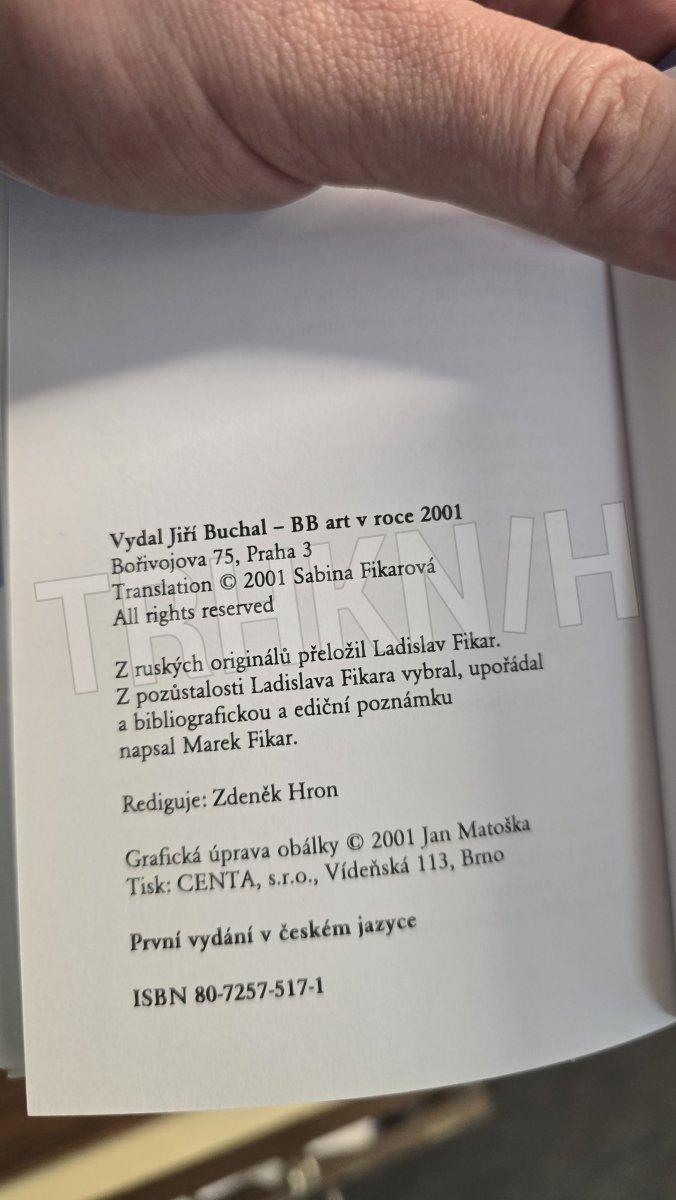 Vydal Jiří Buchal – BB art v roce 2001
Bořivojova 75, Praha 3
Translation © 2001 Sabina Fikarová
All rights reserved
Z ruských originálů přeložil Ladislav Fikar.
Z pozůstalosti Ladislava Fikara vybral, upořádal
a bibliografickou a ediční poznámku
napsal Marek Fikar.
Rediguje: Zdeněk Hron
Grafická úprava obálky © 2001 Jan Matoška
Tisk: CENTA, s.r.o., Vídeňská 113, Brno
První vydání v českém jazyce
ISBN 80-7257-517-1
TRHKN/H